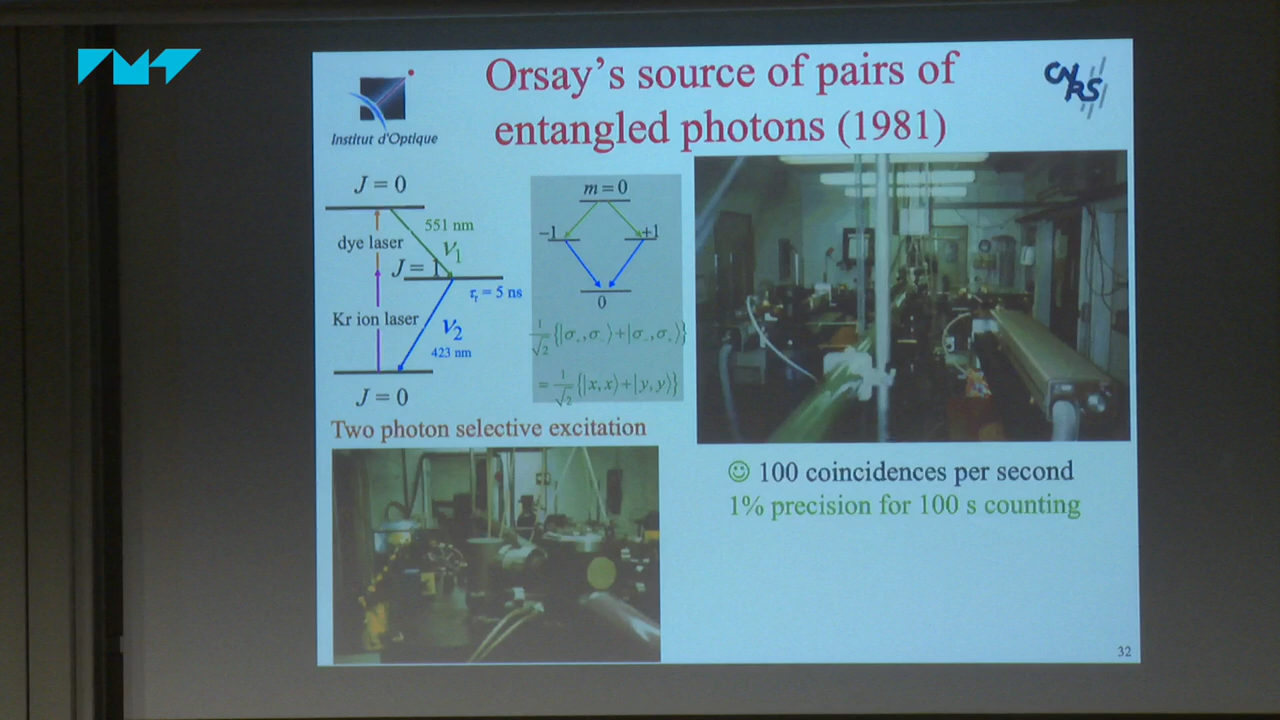 Orsay's source of pairs of
entangled photons (1981)
Institut d'Optique
CNRS
J = 0
551 nm
dye laser
ν1
J = 1
τr = 5 ns
Kr ion laser
ν2
423 nm
J = 0
m = 0
−1
+1
0
1/√2 {|σ+,σ−⟩+|σ−,σ+⟩}
= 1/√2 {|x,x⟩+|y,y⟩}
Two photon selective excitation
☺ 100 coincidences per second
1% precision for 100 s counting
32